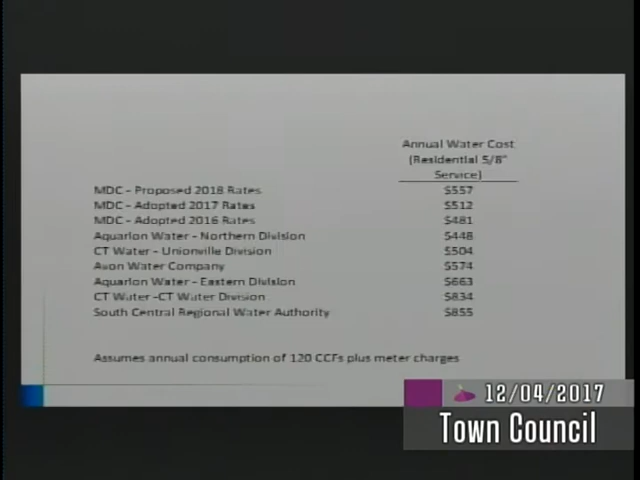 Annual Water Cost
(Residential 5/8"
Service)
MDC - Proposed 2018 Rates $557
MDC - Adopted 2017 Rates $512
MDC - Adopted 2016 Rates $481
Aquarion Water - Northern Division $448
CT Water - Unionville Division $504
Avon Water Company $574
Aquarion Water - Eastern Division $663
CT Water -CT Water Division $834
South Central Regional Water Authority $855
Assumes annual consumption of 120 CCFs plus meter charges
12/04/2017
Town Council